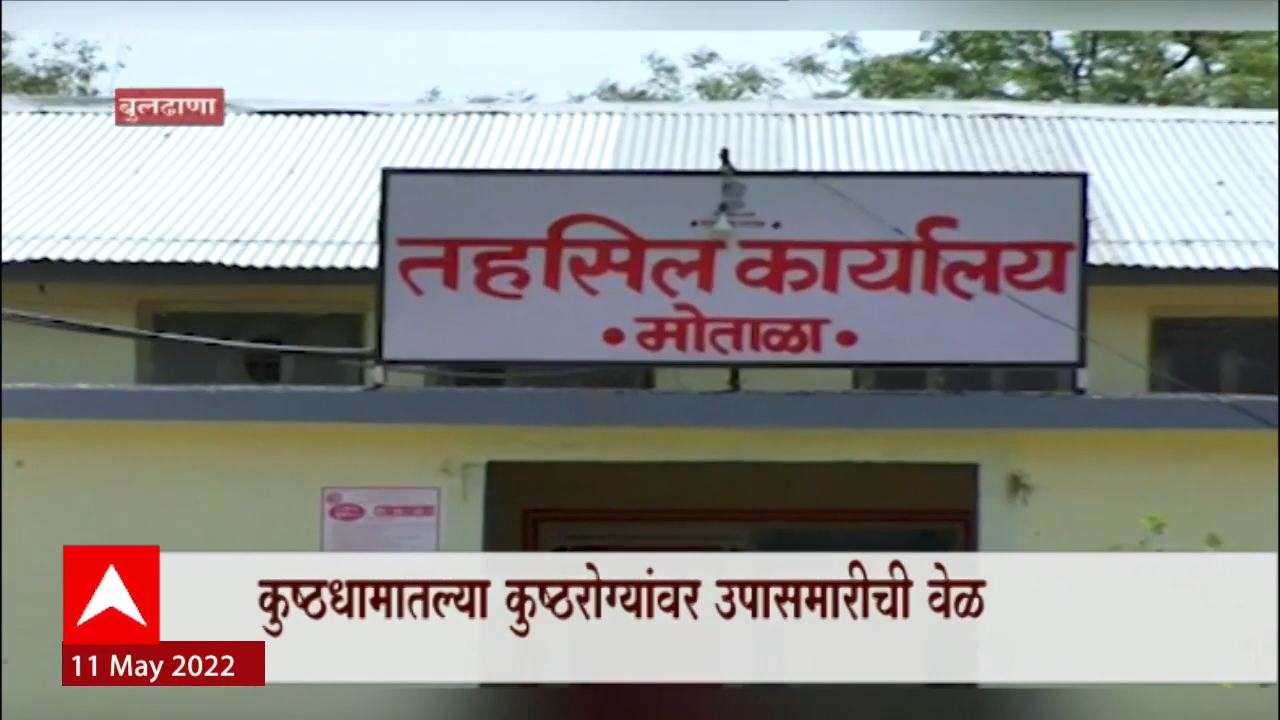 बुलढाणा
तहसिल कार्यालय
• मोताळा •
कुष्ठधामातल्या कुष्ठरोग्यांवर उपासमारीची वेळ
11 May 2022